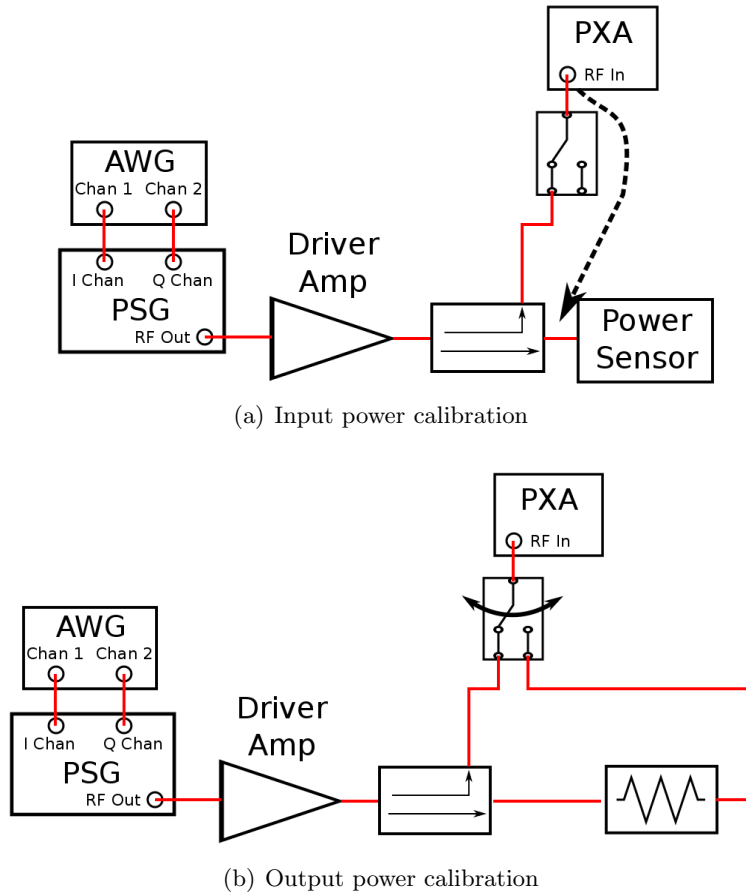 PXA
RF In
AWG
Chan 1 Chan 2
I Chan Q Chan
PSG
RF Out
Driver
Amp
Power
Sensor
(a) Input power calibration
PXA
RF In
AWG
Chan 1 Chan 2
I Chan Q Chan
PSG
RF Out
Driver
Amp
(b) Output power calibration